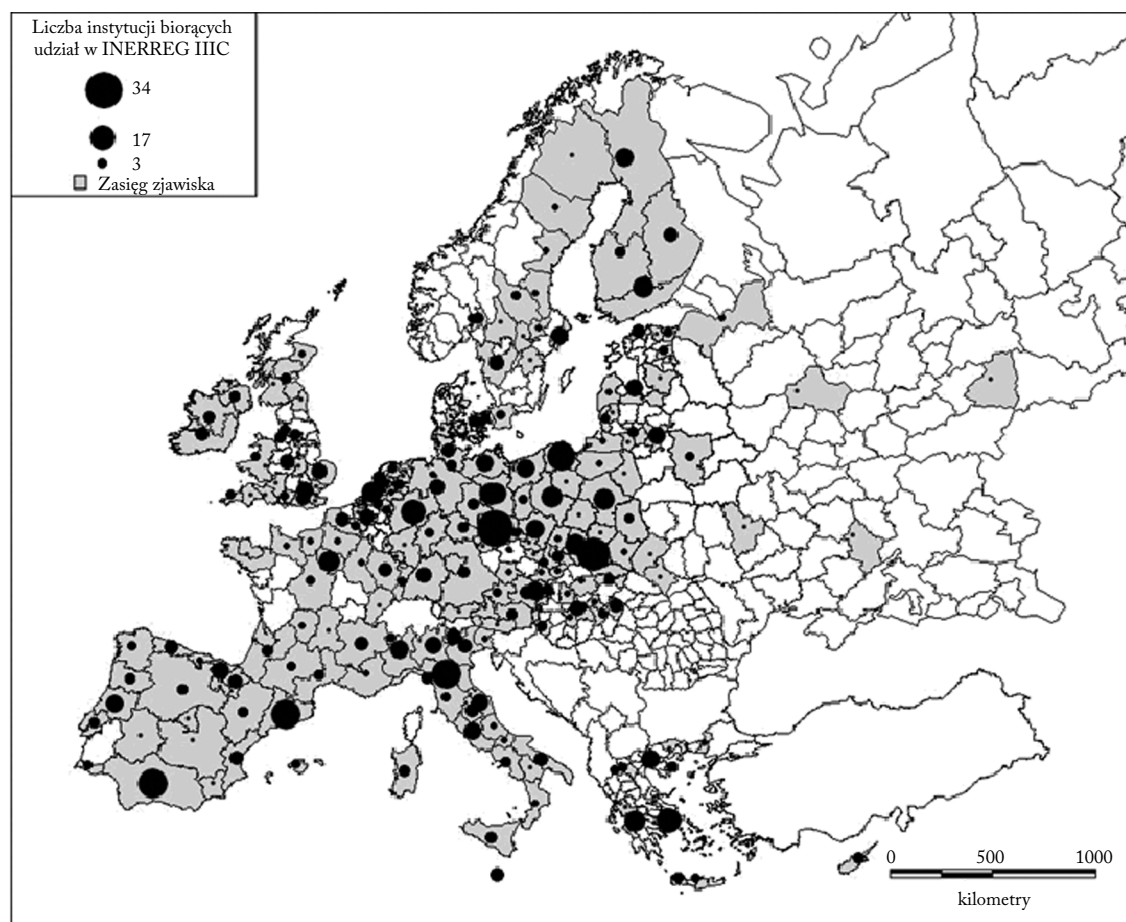 Liczba instytucji biorących
udział w INERREG IIIC
34
17
3
Zasięg zjawiska
0 500 1000
kilometry